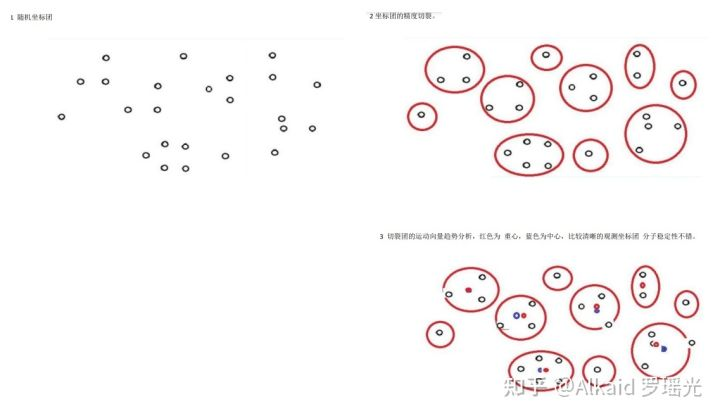 1 随机坐标团
2坐标团的精度切裂。
3 切裂团的运动向量趋势分析，红色为 重心，蓝色为中心，比较清晰的观测坐标团 分子稳定性不错。
知乎 @Alkaid 罗瑶光